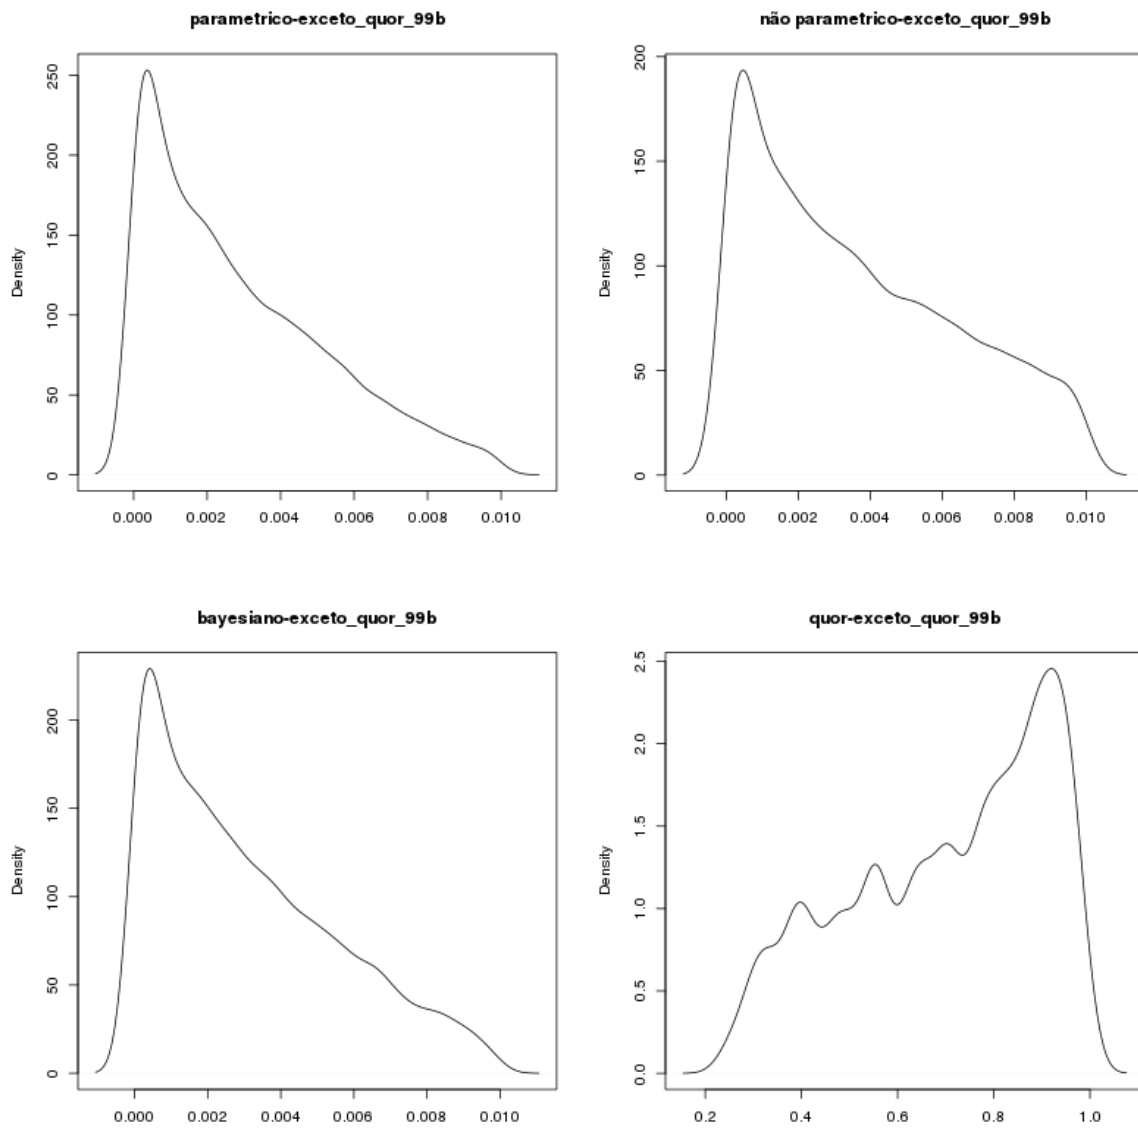 parametrico-exceto_quor_99b
Density
0 50 100 150 200 250
0.000 0.002 0.004 0.006 0.008 0.010
não parametrico-exceto_quor_99b
Density
0 50 100 150 200
0.000 0.002 0.004 0.006 0.008 0.010
bayesiano-exceto_quor_99b
Density
0 50 100 150 200
0.000 0.002 0.004 0.006 0.008 0.010
quor-exceto_quor_99b
Density
0.0 0.5 1.0 1.5 2.0 2.5
0.2 0.4 0.6 0.8 1.0